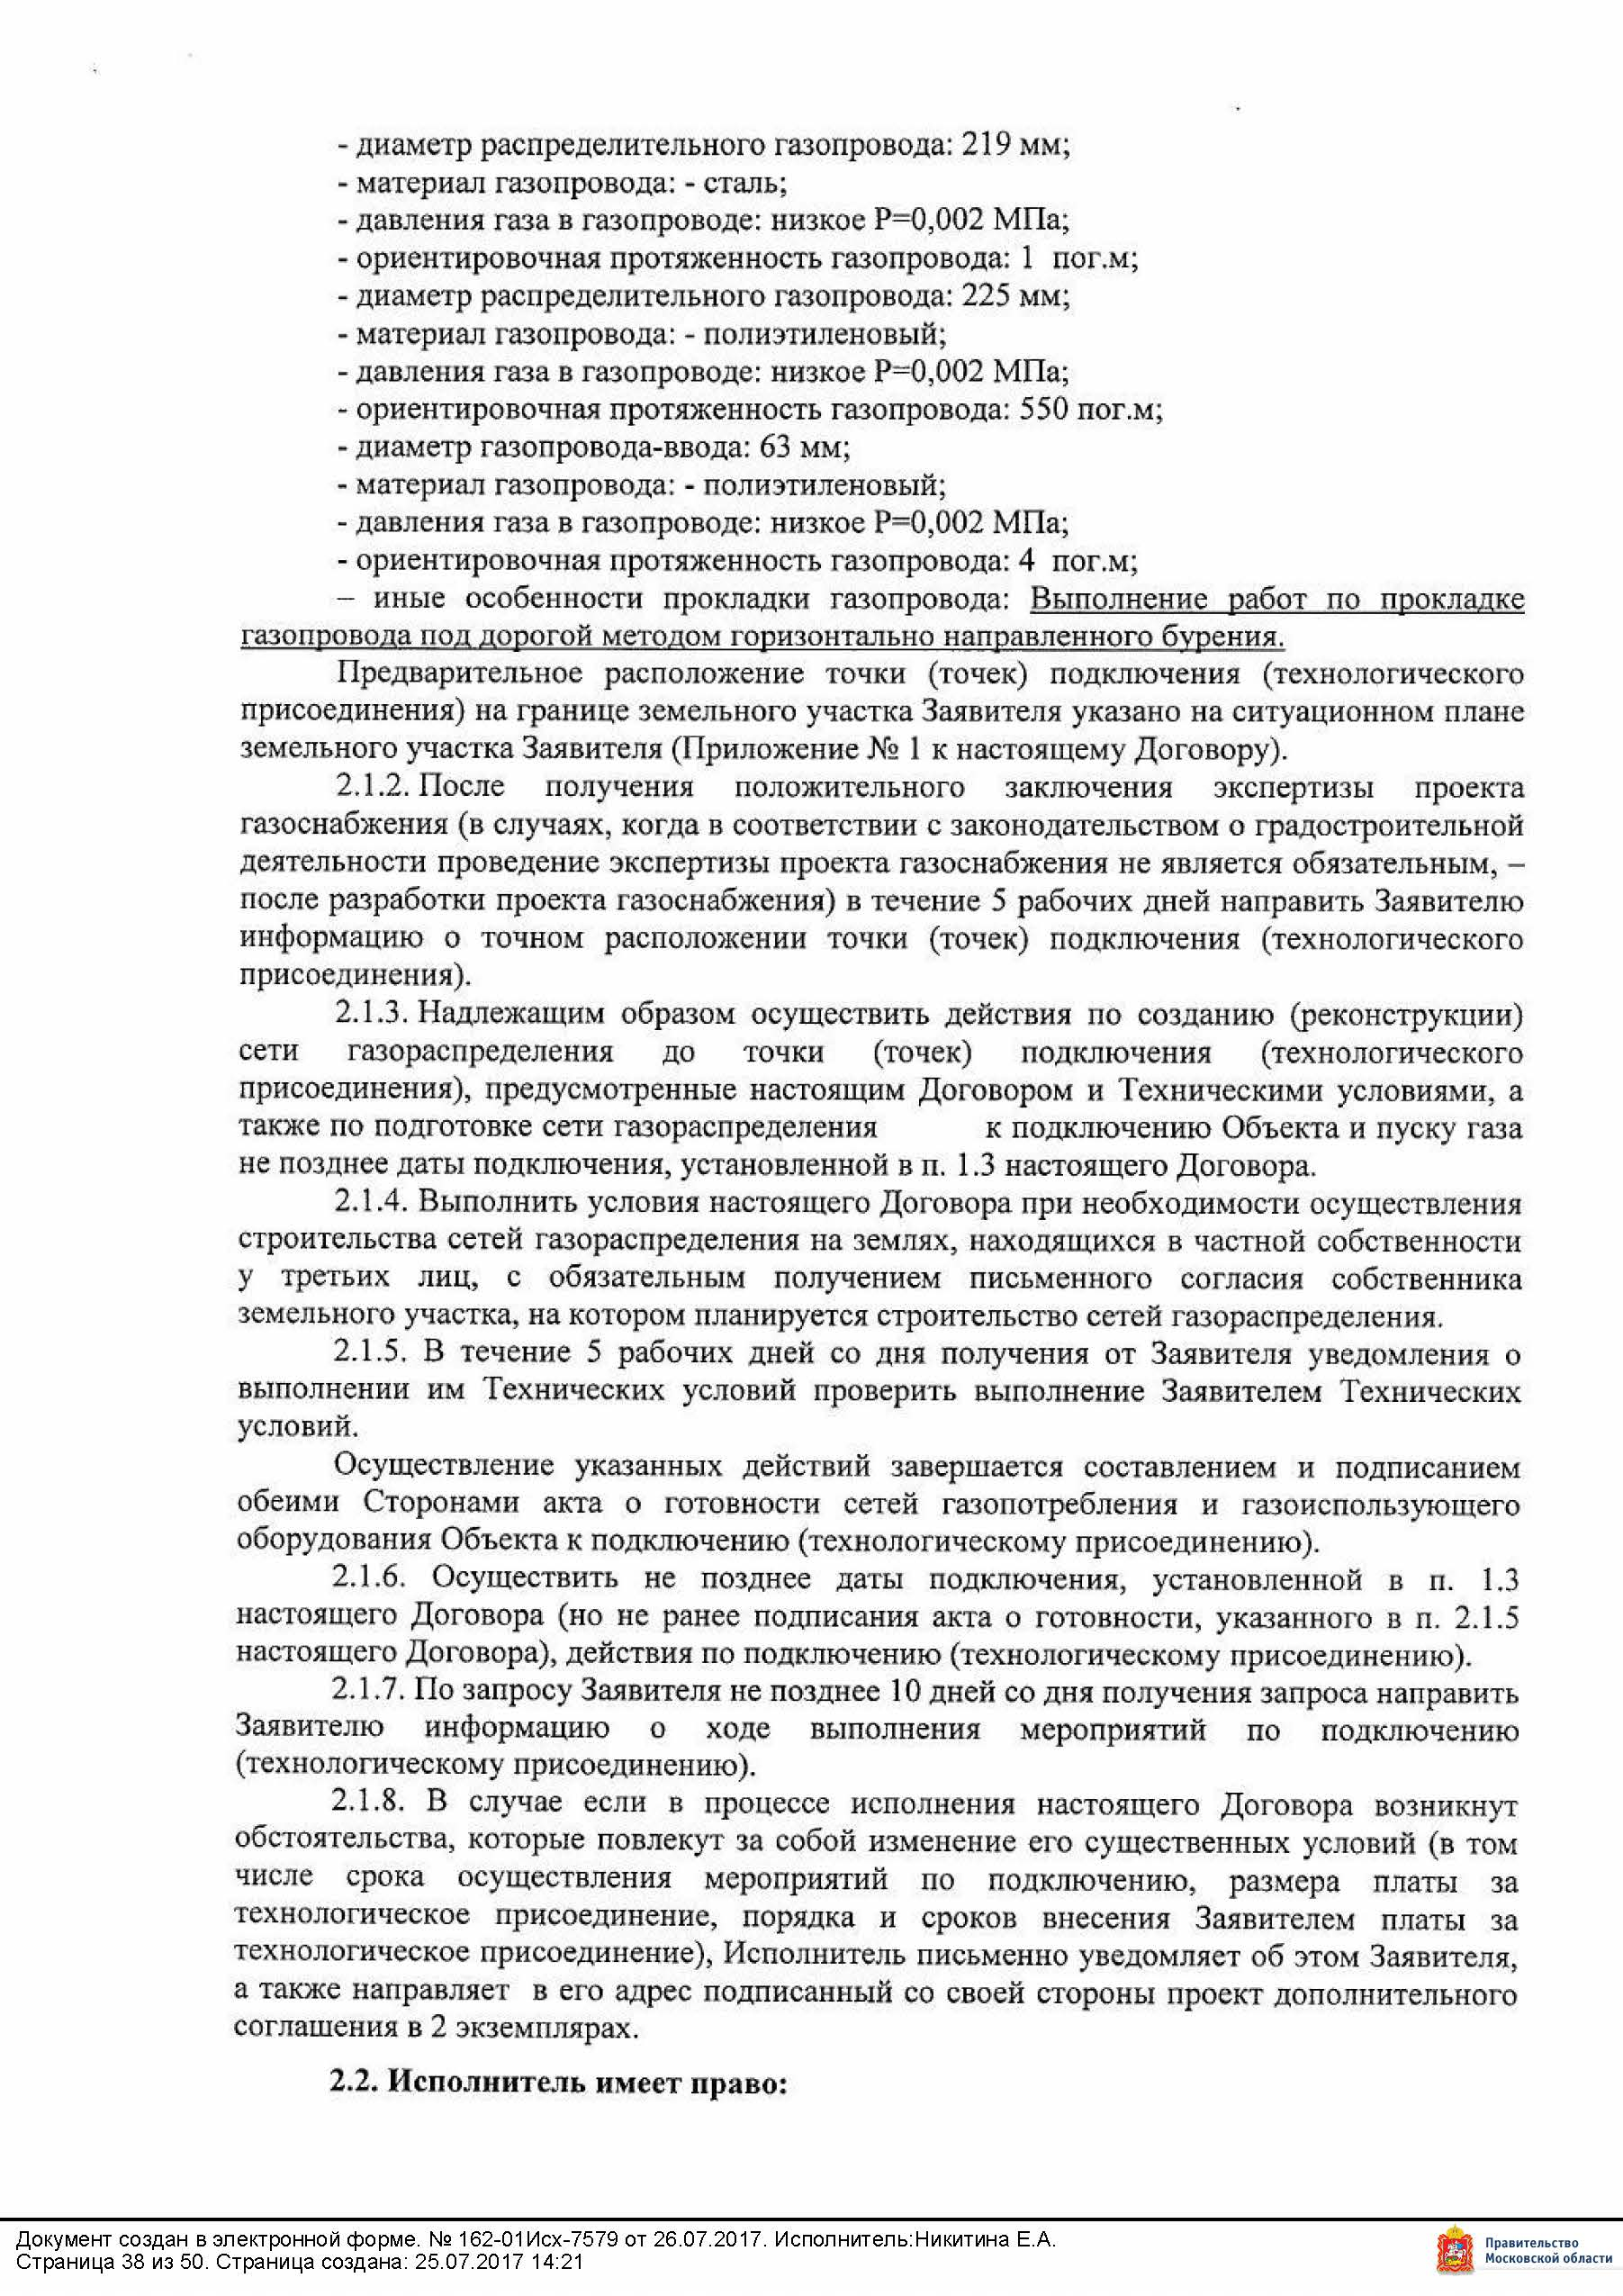 - диаметр распределительного газопровода: 219 мм;
- материал газопровода: - сталь;
- давления газа в газопроводе: низкое Р=0,002 МПа;
- ориентировочная протяженность газопровода: 1 пог.м;
- диаметр распределительного газопровода: 225 мм;
- материал газопровода: - полиэтиленовый;
- давления газа в газопроводе: низкое Р=0,002 МПа;
- ориентировочная протяженность газопровода: 550 пог.м;
- диаметр газопровода-ввода: 63 мм;
- материал газопровода: - полиэтиленовый;
- давления газа в газопроводе: низкое Р=0,002 МПа;
- ориентировочная протяженность газопровода: 4 пог.м;
– иные особенности прокладки газопровода: Выполнение работ по прокладке
газопровода под дорогой методом горизонтально направленного бурения.
Предварительное расположение точки (точек) подключения (технологического
присоединения) на границе земельного участка Заявителя указано на ситуационном плане
земельного участка Заявителя (Приложение № 1 к настоящему Договору).
2.1.2. После получения положительного заключения экспертизы проекта
газоснабжения (в случаях, когда в соответствии с законодательством о градостроительной
деятельности проведение экспертизы проекта газоснабжения не является обязательным, –
после разработки проекта газоснабжения) в течение 5 рабочих дней направить Заявителю
информацию о точном расположении точки (точек) подключения (технологического
присоединения).
2.1.3. Надлежащим образом осуществить действия по созданию (реконструкции)
сети газораспределения до точки (точек) подключения (технологического
присоединения), предусмотренные настоящим Договором и Техническими условиями, а
также по подготовке сети газораспределения к подключению Объекта и пуску газа
не позднее даты подключения, установленной в п. 1.3 настоящего Договора.
2.1.4. Выполнить условия настоящего Договора при необходимости осуществления
строительства сетей газораспределения на землях, находящихся в частной собственности
у третьих лиц, с обязательным получением письменного согласия собственника
земельного участка, на котором планируется строительство сетей газораспределения.
2.1.5. В течение 5 рабочих дней со дня получения от Заявителя уведомления о
выполнении им Технических условий проверить выполнение Заявителем Технических
условий.
Осуществление указанных действий завершается составлением и подписанием
обеими Сторонами акта о готовности сетей газопотребления и газоиспользующего
оборудования Объекта к подключению (технологическому присоединению).
2.1.6. Осуществить не позднее даты подключения, установленной в п. 1.3
настоящего Договора (но не ранее подписания акта о готовности, указанного в п. 2.1.5
настоящего Договора), действия по подключению (технологическому присоединению).
2.1.7. По запросу Заявителя не позднее 10 дней со дня получения запроса направить
Заявителю информацию о ходе выполнения мероприятий по подключению
(технологическому присоединению).
2.1.8. В случае если в процессе исполнения настоящего Договора возникнут
обстоятельства, которые повлекут за собой изменение его существенных условий (в том
числе срока осуществления мероприятий по подключению, размера платы за
технологическое присоединение, порядка и сроков внесения Заявителем платы за
технологическое присоединение), Исполнитель письменно уведомляет об этом Заявителя,
а также направляет в его адрес подписанный со своей стороны проект дополнительного
соглашения в 2 экземплярах.
2.2. Исполнитель имеет право:
Документ создан в электронной форме. № 162-01Исх-7579 от 26.07.2017. Исполнитель:Никитина Е.А.
Страница 38 из 50. Страница создана: 25.07.2017 14:21
Правительство
Московской области